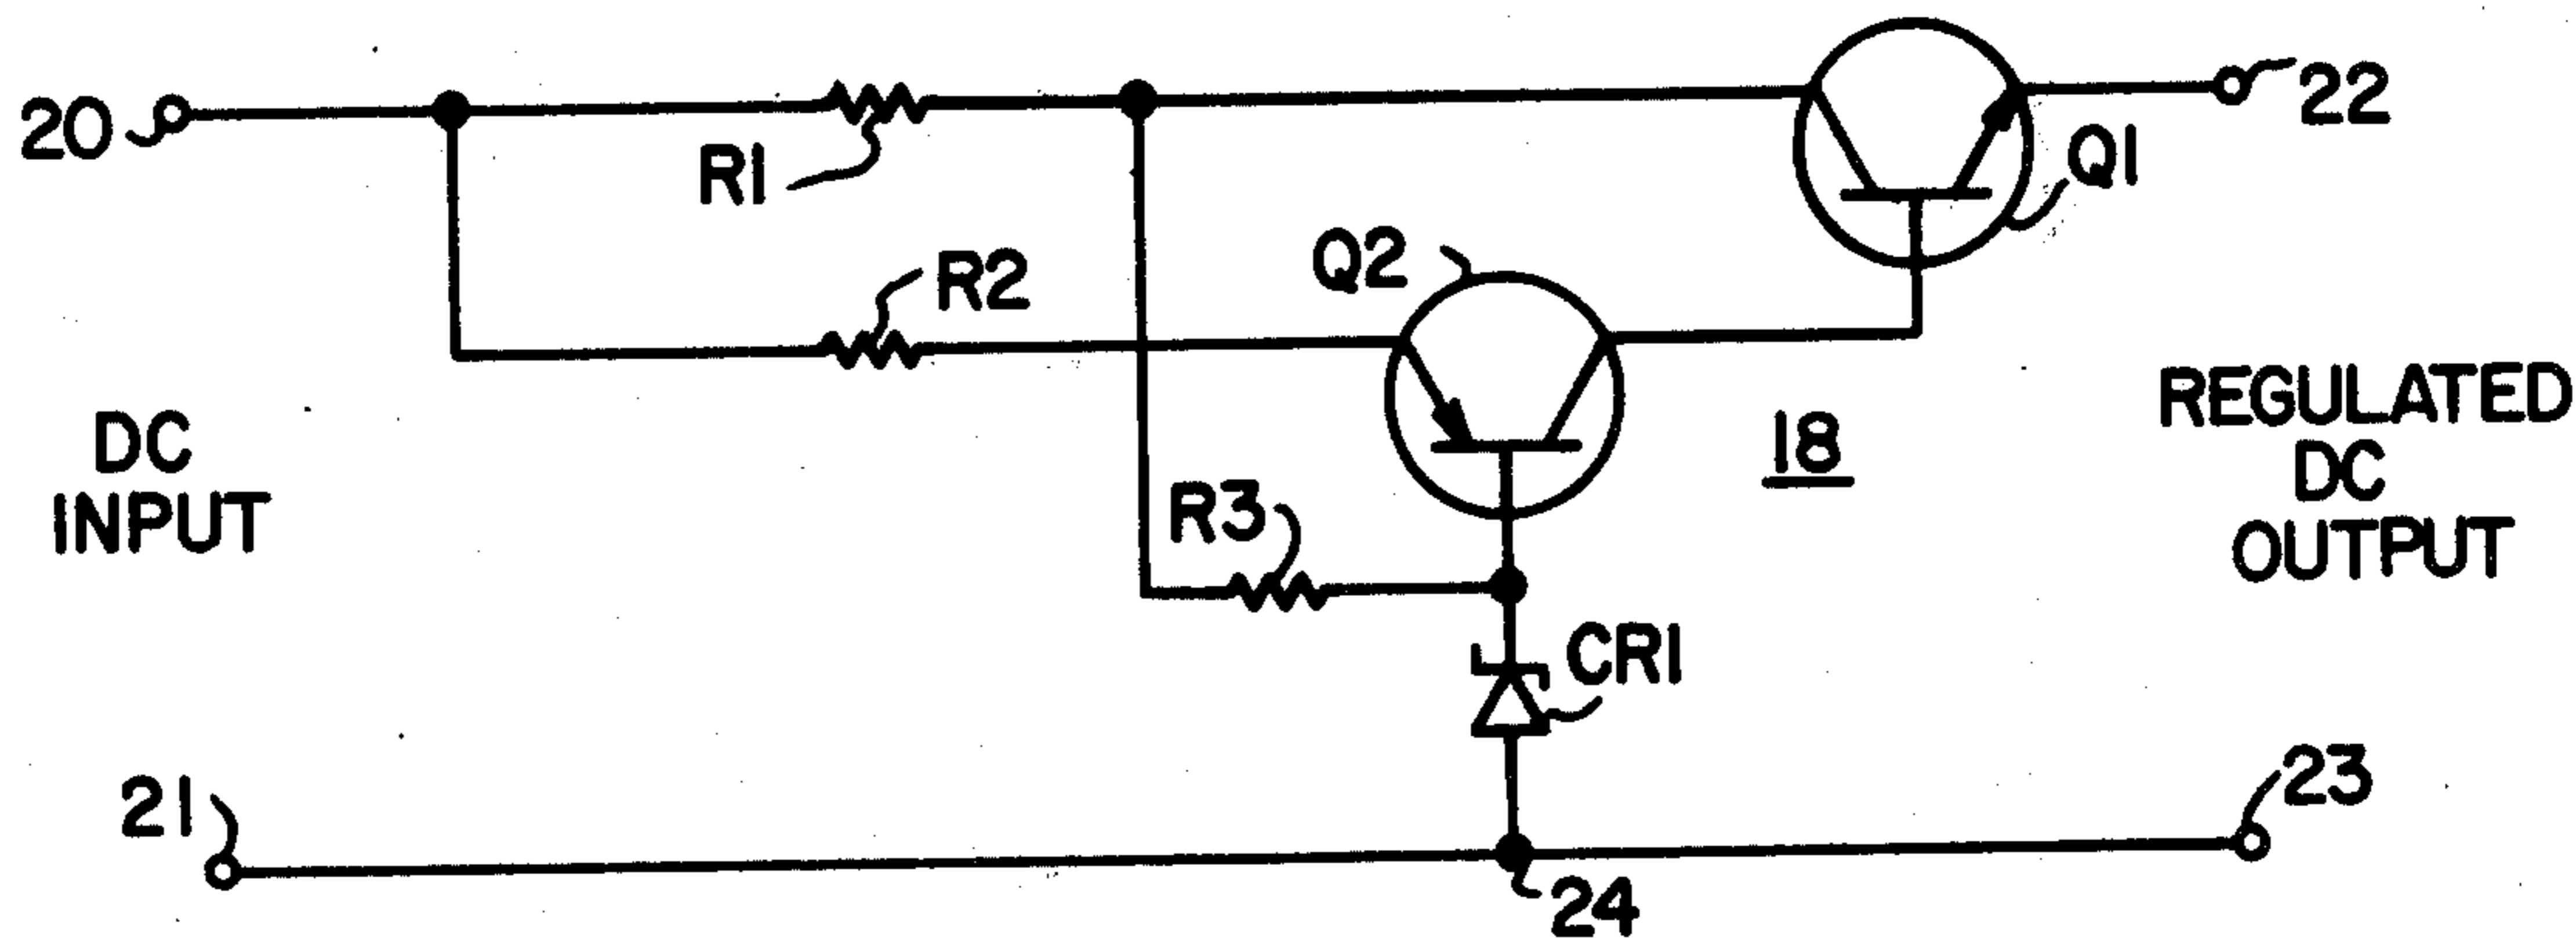 20
R1
22
Q1
R2
Q2
DC
INPUT
18
REGULATED
DC
OUTPUT
R3
CR1
21
23
24